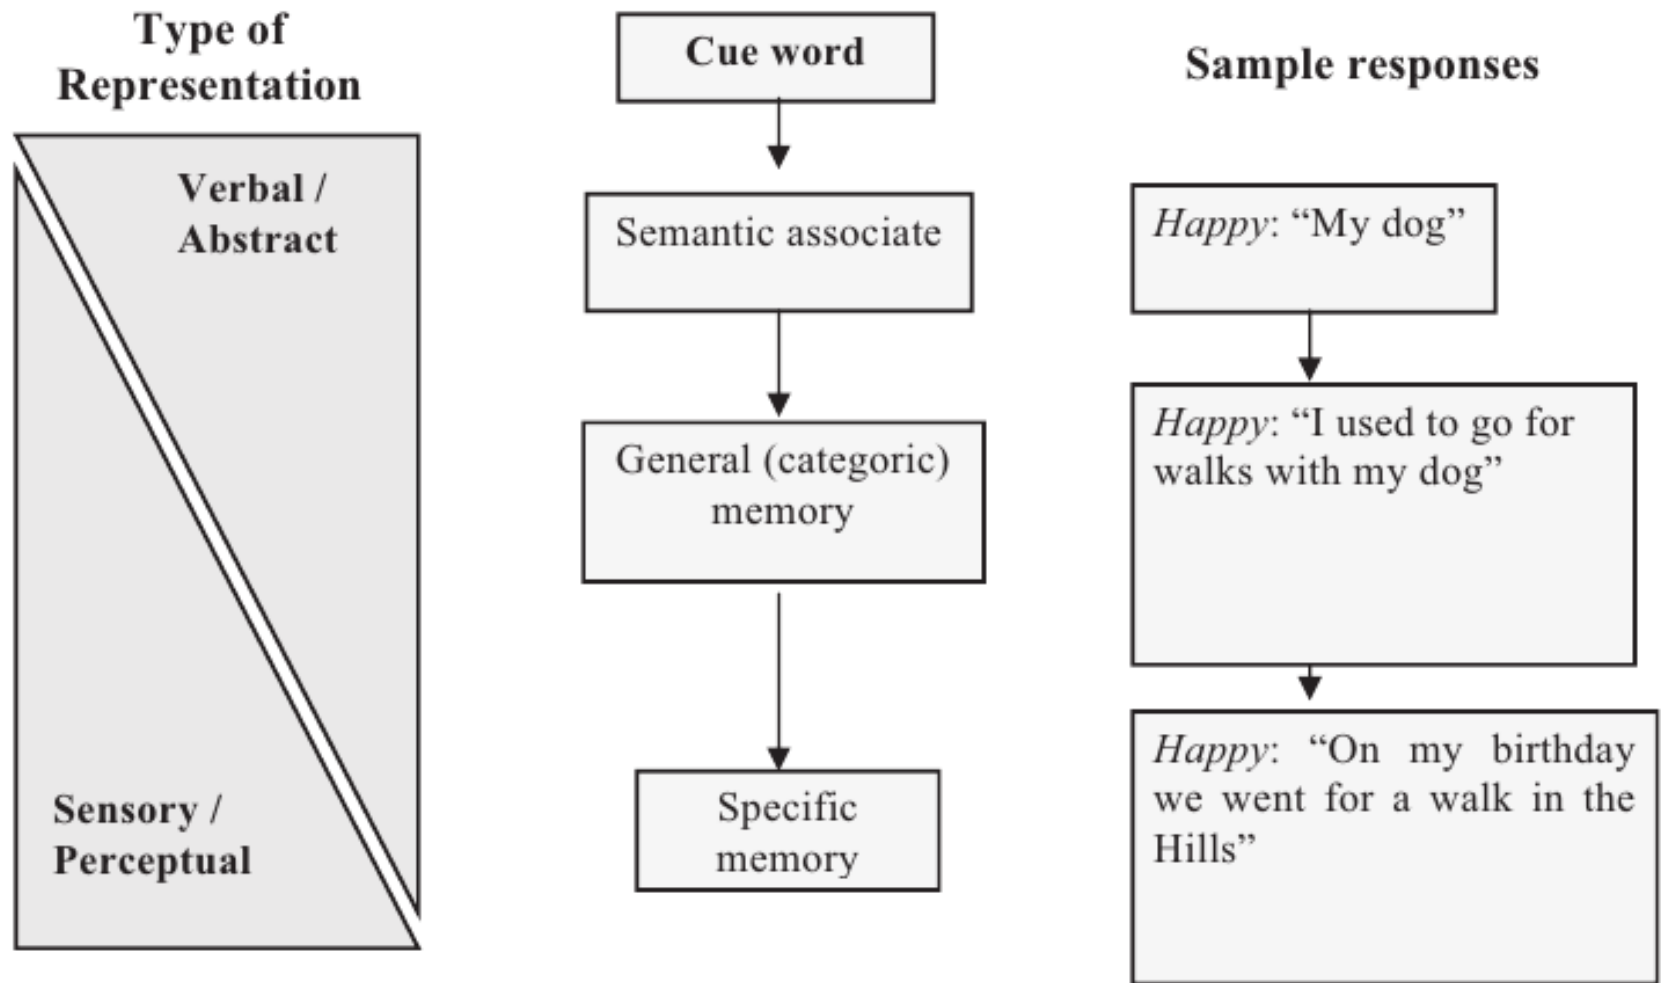 Type of
Representation
Verbal /
Abstract
Sensory /
Perceptual
Cue word
Semantic associate
General (categoric)
memory
Specific
memory
Sample responses
Happy: “My dog”
Happy: “I used to go for
walks with my dog”
Happy: “On my birthday
we went for a walk in the
Hills”